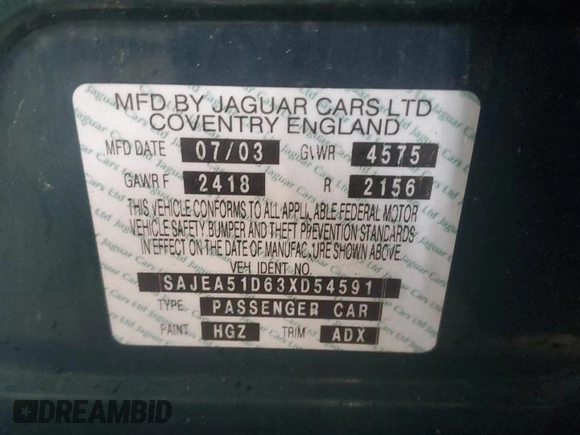 MFD BY JAGUAR CARS LTD
COVENTRY ENGLAND
MFD DATE 07/03 GVWR 4575
GAWR F 2418 R 2156
THIS VEHICLE CONFORMS TO ALL APPLICABLE FEDERAL MOTOR
VEHICLE SAFETY BUMPER AND THEFT PREVENTION STANDARDS
IN EFFECT ON THE DATE OF MANUFACTURE SHOWN ABOVE.
VEH IDENT NO.
SAJEA51D63XD54591
TYPE PASSENGER CAR
PAINT HGZ TRIM ADX
DREAMBID